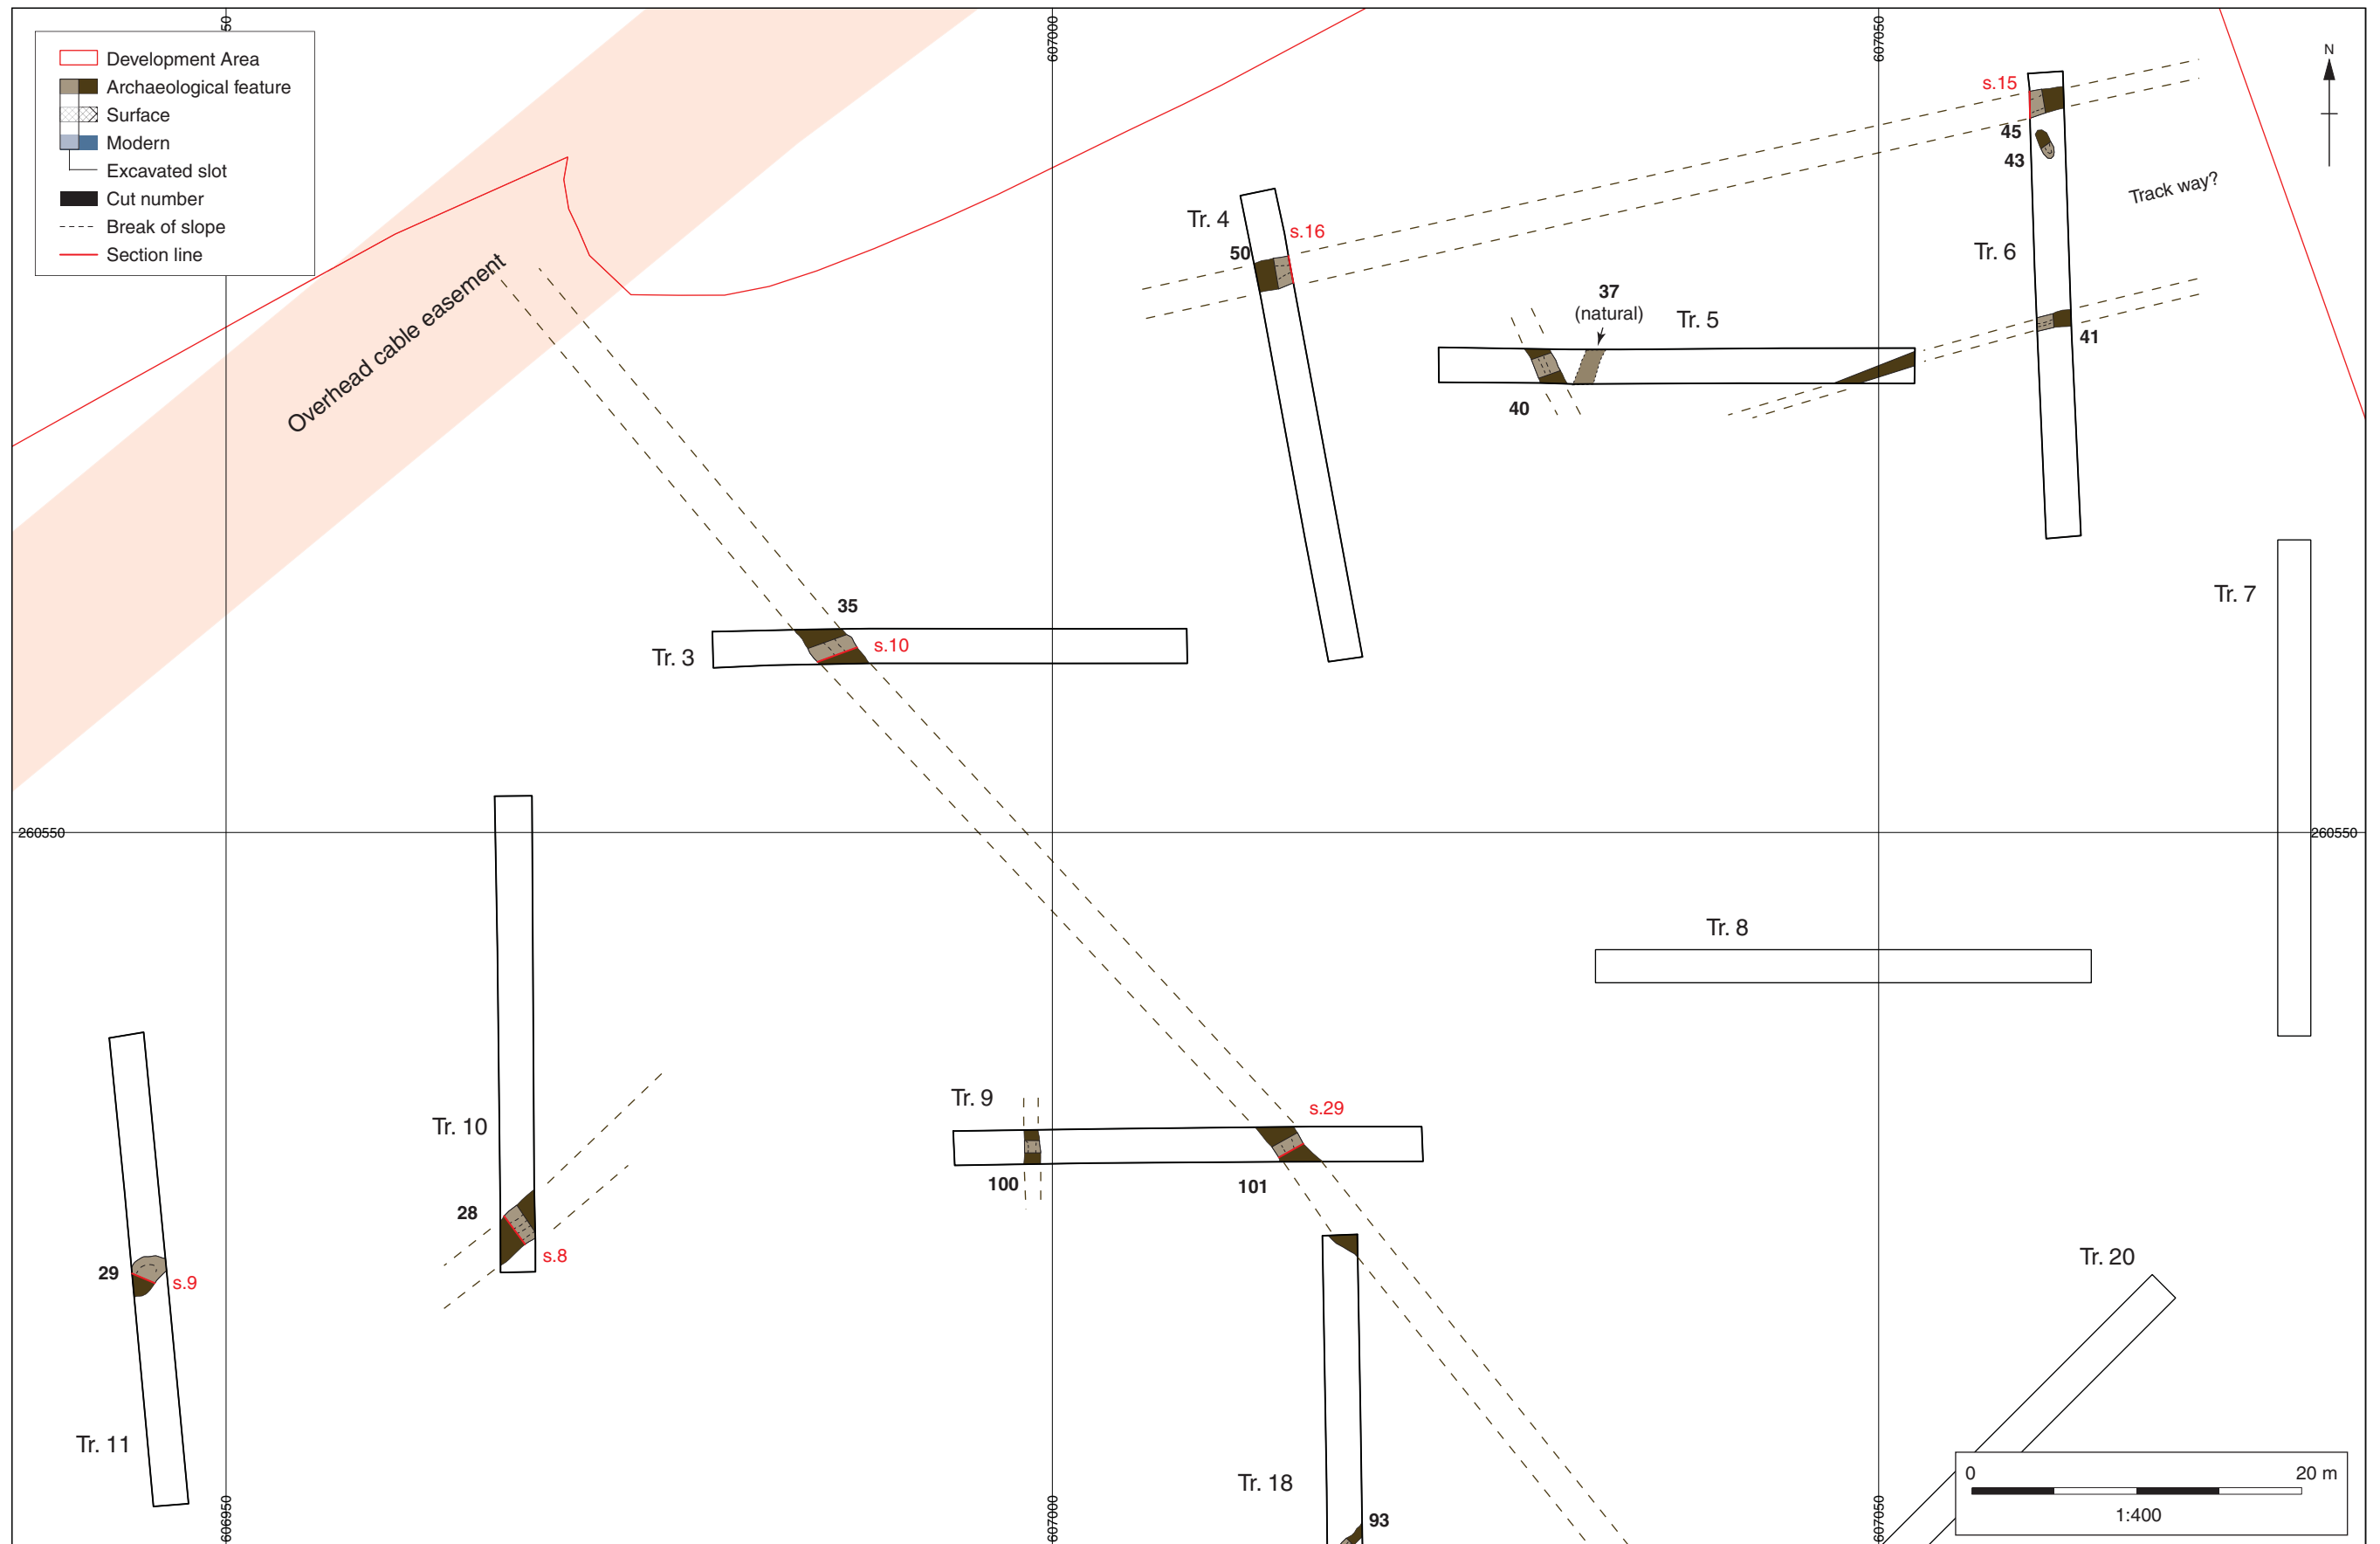 Development Area
Archaeological feature
Surface
Modern
Excavated slot
Cut number
Break of slope
Section line
50
607000
607050
N
Overhead cable easement
s.15
45
43
Track way?
Tr. 4
50
s.16
Tr. 6
37
(natural)
Tr. 5
41
40
35
Tr. 3
s.10
Tr. 7
260550
260550
Tr. 8
Tr. 9
s.29
Tr. 10
100
101
28
s.8
29
s.9
Tr. 20
Tr. 11
Tr. 18
93
606950
607000
607050
0
20 m
1:400